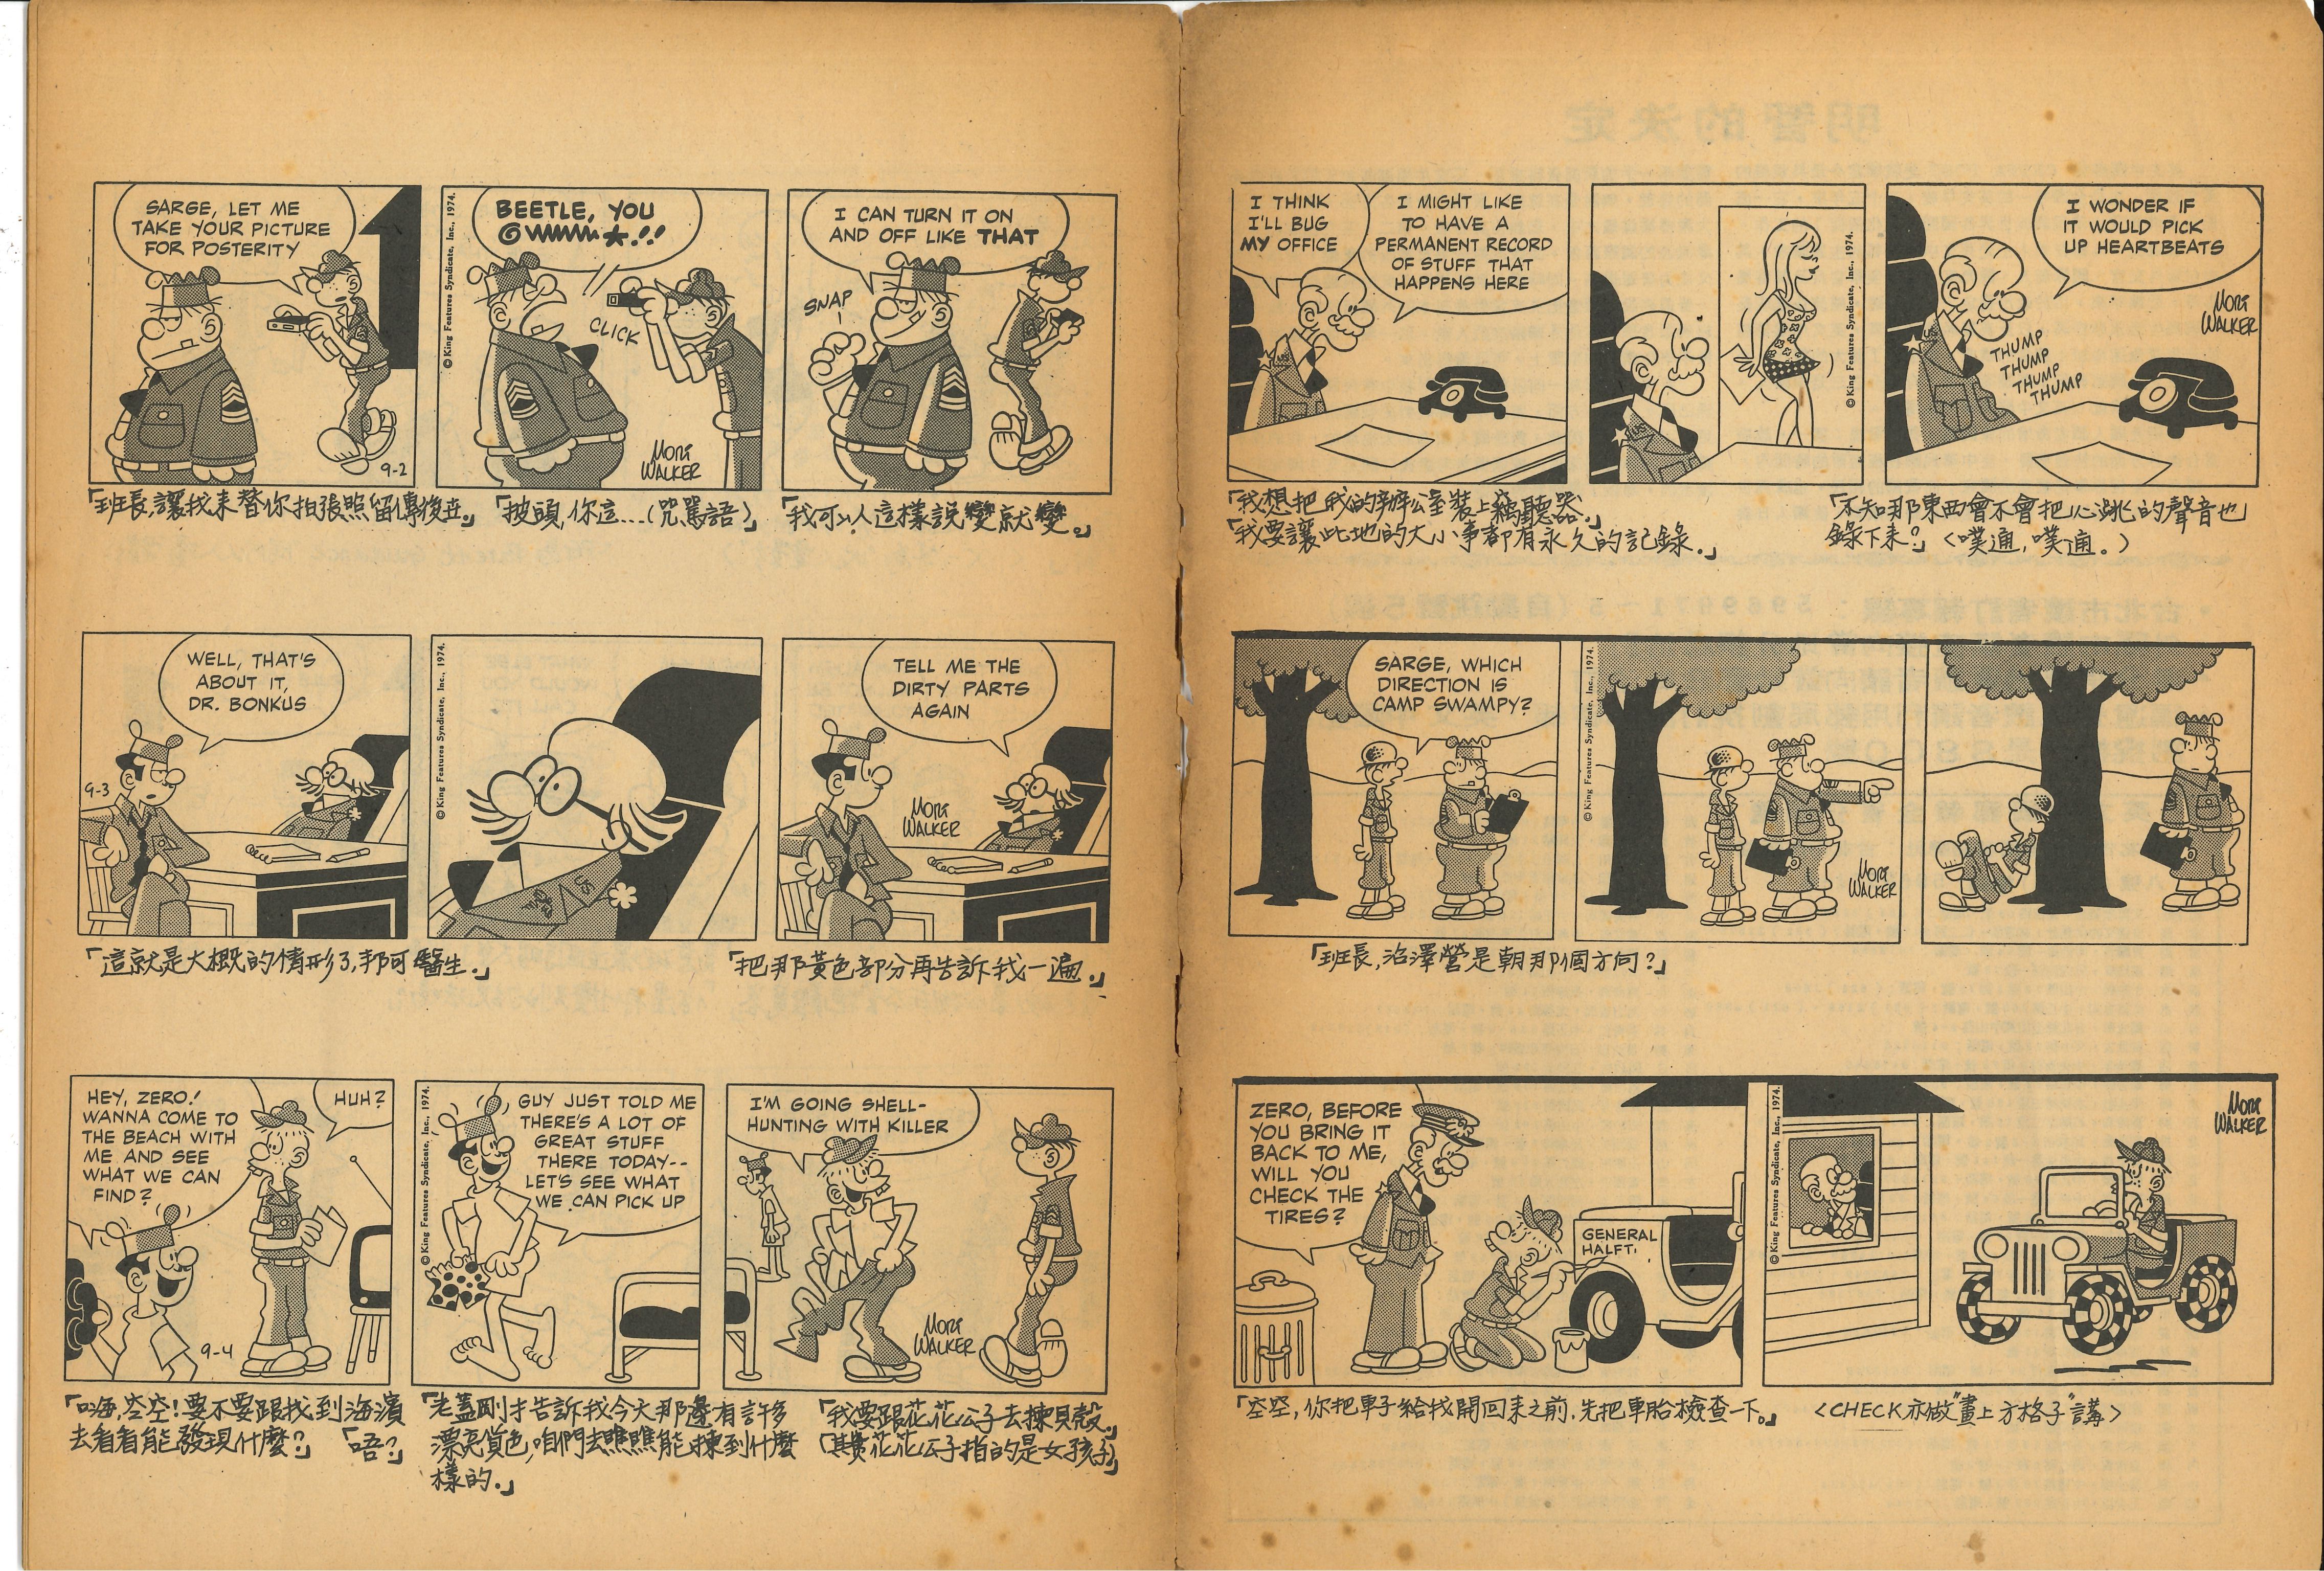 SARGE, LET ME
TAKE YOUR PICTURE
FOR POSTERITY
9-2
© King Features Syndicate, Inc., 1974.
BEETLE, YOU
CLICK
MORT
WALKER
I CAN TURN IT ON
AND OFF LIKE THAT
SNAP
「班長,讓我來替你拍張照留傳後世。」
「披頭,你這...(咒罵語)」
「我可以這樣說變就變。」
WELL, THAT'S
ABOUT IT,
DR. BONKUS
9-3
© King Features Syndicate, Inc., 1974.
US
TELL ME THE
DIRTY PARTS
AGAIN
MORT
WALKER
「這就是大概的情形了,邦可醫生.」
「把那黃色部分再告訴我一遍.」
HEY, ZERO!
WANNA COME TO
THE BEACH WITH
ME AND SEE
WHAT WE CAN
FIND?
HUH?
9-4
© King Features Syndicate, Inc., 1974.
GUY JUST TOLD ME
THERE'S A LOT OF
GREAT STUFF
THERE TODAY--
LET'S SEE WHAT
WE CAN PICK UP
I'M GOING SHELL-
HUNTING WITH KILLER
MORT
WALKER
「嗨,空空!要不要跟我到海濱
去看看能發現什麼?」 「唔?」
「老蓋剛才告訴我今天那邊有許多
漂亮貨色,咱們去瞧瞧能揀到什麼
樣的.」
「我要跟花花公子去揀貝殼」
「其實花花公子指的是女孩子」
I THINK
I'LL BUG
MY OFFICE
I MIGHT LIKE
TO HAVE A
PERMANENT RECORD
OF STUFF THAT
HAPPENS HERE
© King Features Syndicate, Inc., 1974.
I WONDER IF
IT WOULD PICK
UP HEARTBEATS
THUMP
THUMP
THUMP
THUMP
MORT
WALKER
「我想把我的辦公室裝上竊聽器.」
「我要讓此地的大小事都有永久的記錄.」
「不知那東西會不會把心跳的聲音也
錄下來?」〈噗通,噗通.〉
SARGE, WHICH
DIRECTION IS
CAMP SWAMPY?
© King Features Syndicate, Inc., 1974.
MORT
WALKER
「班長,沼澤營是朝那個方向?」
ZERO, BEFORE
YOU BRING IT
BACK TO ME,
WILL YOU
CHECK THE
TIRES?
GENERAL
HALFT.
© King Features Syndicate, Inc., 1974.
MORT
WALKER
「空空,你把車子給我開回來之前,先把車胎檢查一下。」
〈CHECK亦做"畫上方格子"講〉